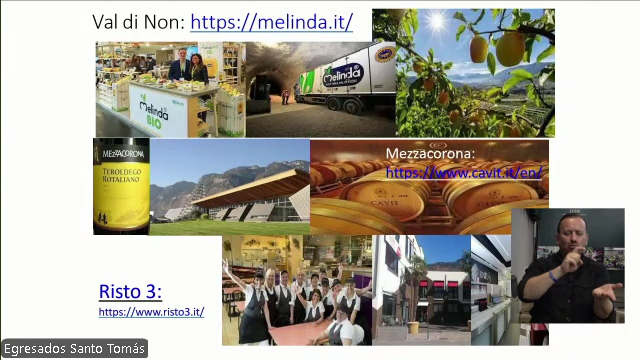 Val di Non: https://melinda.it/
Melinda
BIO
Melinda
MEZZACORONA
TEROLDEGO
ROTALIANO
Mezzacorona:
https://www.cavit.it/en/
CAVIT
Risto 3:
https://www.risto3.it/
Egresados Santo Tomás